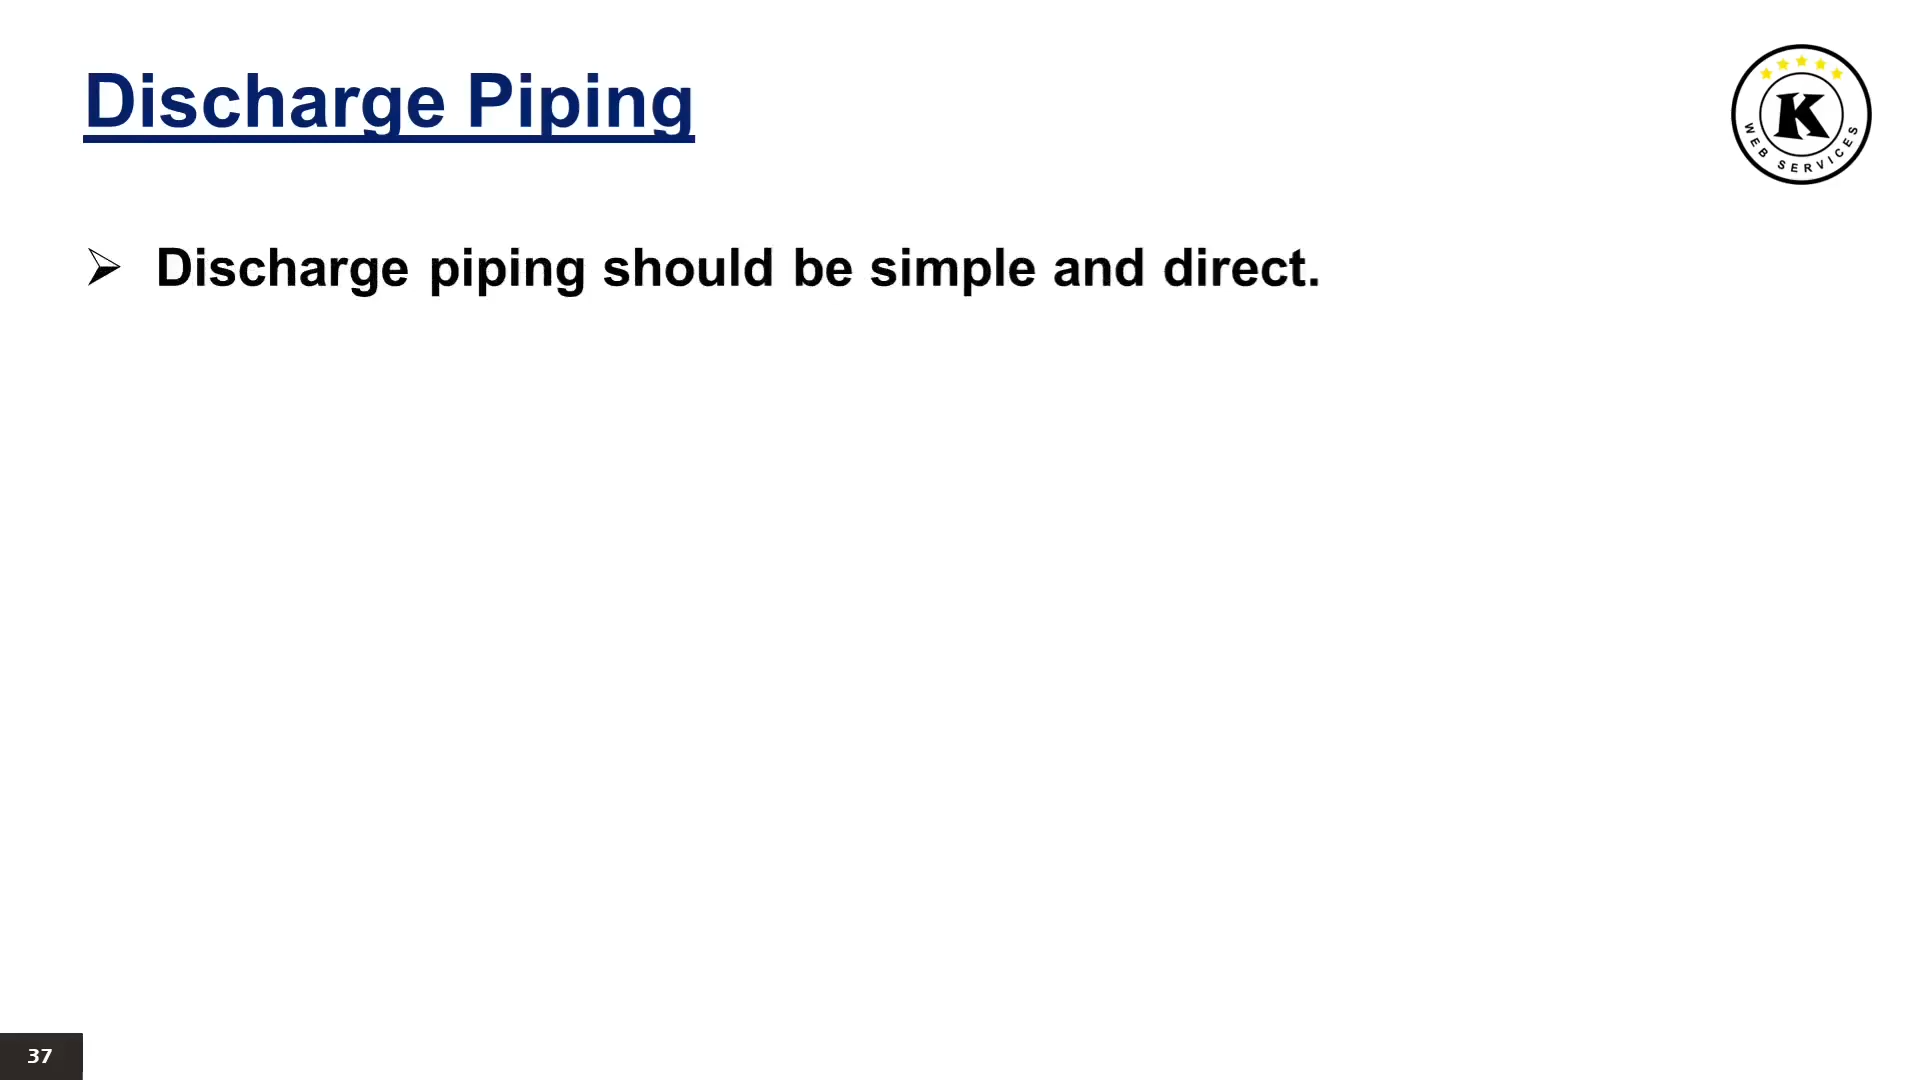 Discharge Piping
K
WEB SERVICES
➢ Discharge piping should be simple and direct.
37